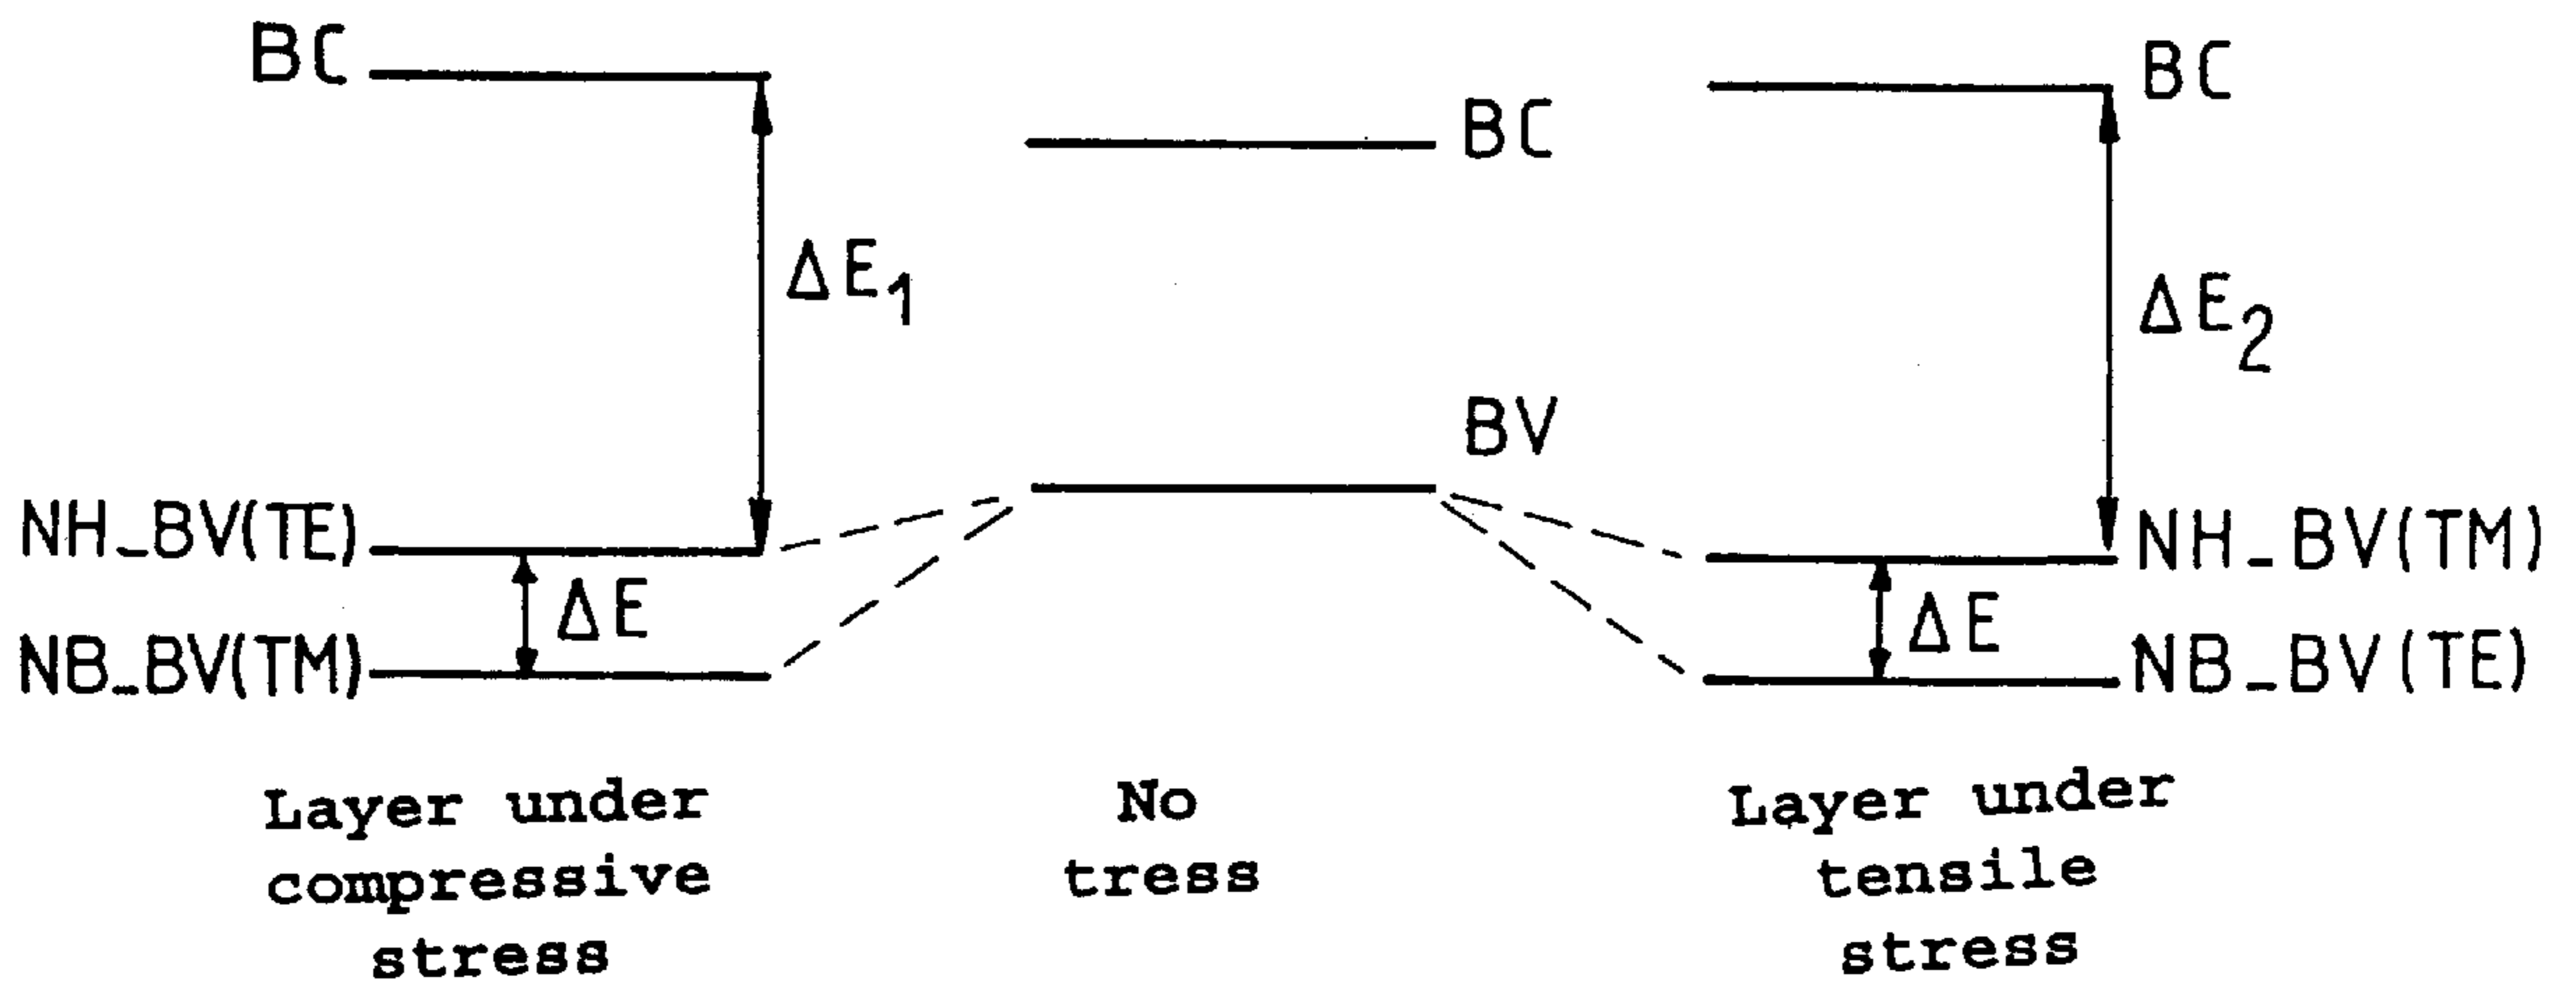 BC
BC
BC
ΔE1
ΔE2
BV
NH_BV(TE)
NH_BV(TM)
ΔE
ΔE
NB_BV(TM)
NB_BV(TE)
Layer under
compressive
stress
No
tress
Layer under
tensile
stress